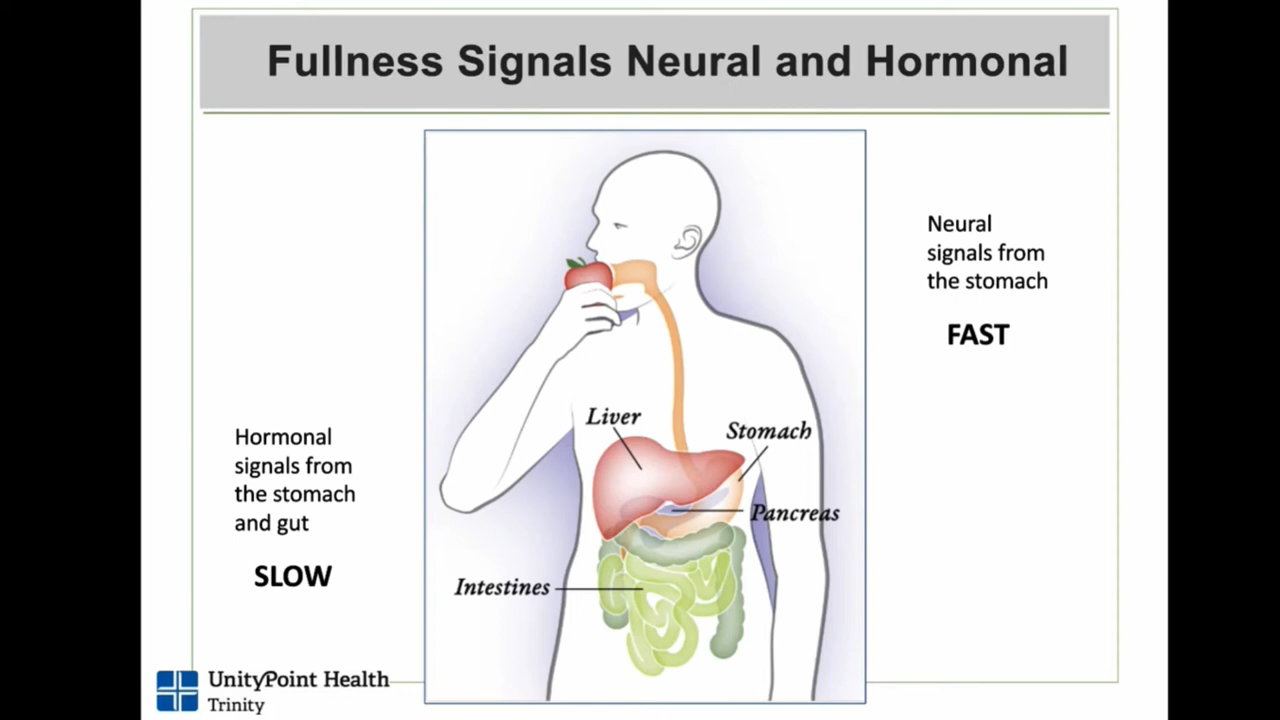 Fullness Signals Neural and Hormonal
Neural
signals from
the stomach
FAST
Hormonal
signals from
the stomach
and gut
SLOW
Liver
Stomach
Pancreas
Intestines
UnityPoint Health
Trinity